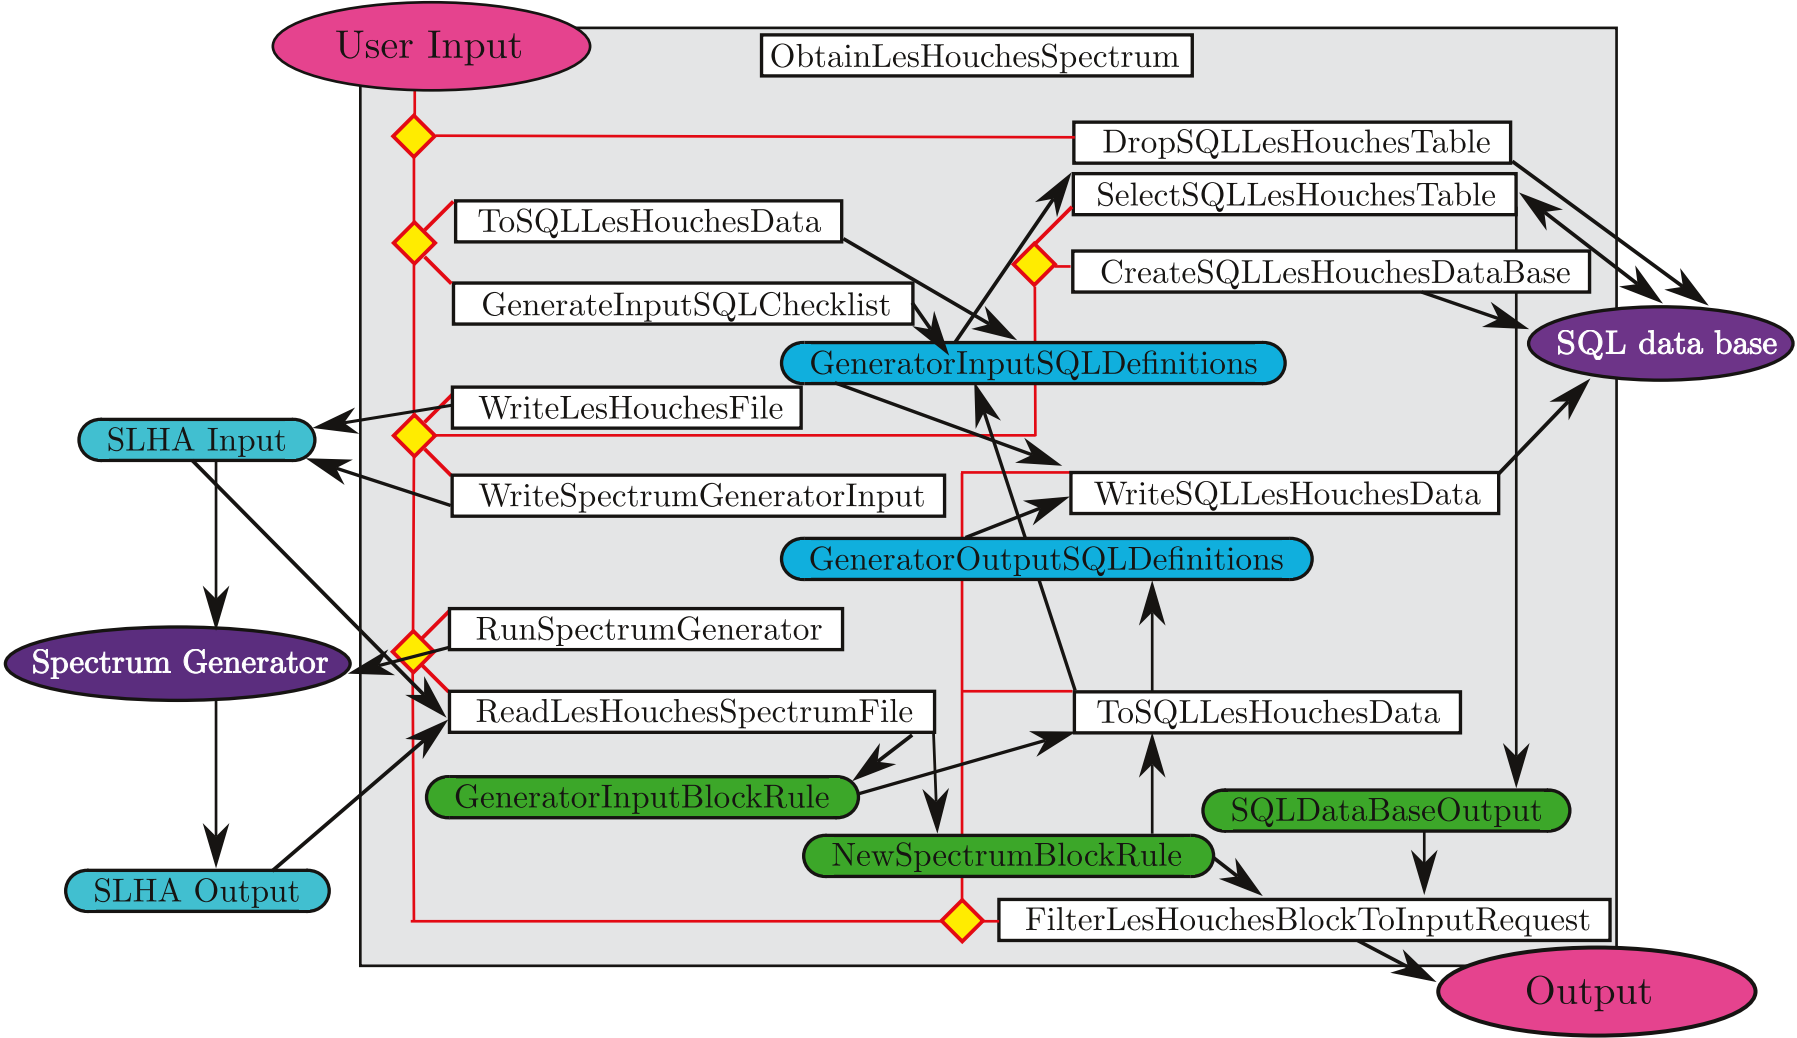 User Input
ObtainLesHouchesSpectrum
DropSQLLesHouchesTable
SelectSQLLesHouchesTable
ToSQLLesHouchesData
CreateSQLLesHouchesDataBase
GenerateInputSQLChecklist
SQL data base
GeneratorInputSQLDefinitions
WriteLesHouchesFile
SLHA Input
WriteSpectrumGeneratorInput
WriteSQLLesHouchesData
GeneratorOutputSQLDefinitions
RunSpectrumGenerator
Spectrum Generator
ReadLesHouchesSpectrumFile
ToSQLLesHouchesData
GeneratorInputBlockRule
SQLDataBaseOutput
NewSpectrumBlockRule
SLHA Output
FilterLesHouchesBlockToInputRequest
Output